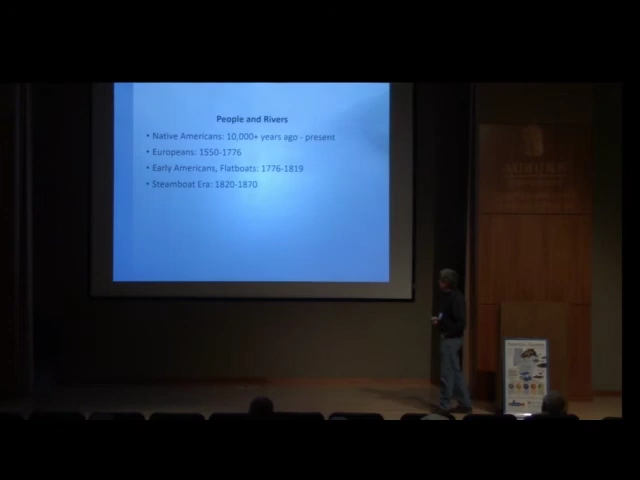 People and Rivers
• Native Americans: 10,000+ years ago - present
• Europeans: 1550-1776
• Early Americans, Flatboats: 1776-1819
• Steamboat Era: 1820-1870
AUBURN